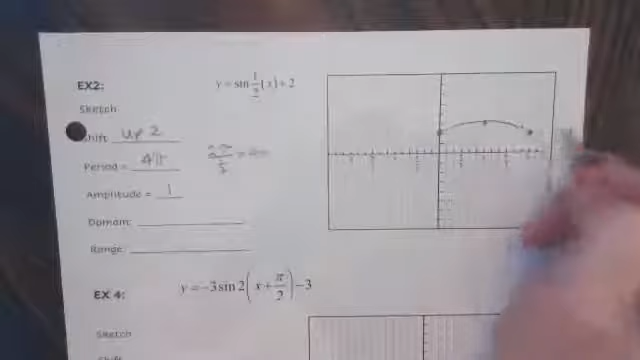 EX2:
y = sin 1/2 (x) + 2
Sketch
Shift up 2
Period = 4π
Amplitude = 1
Domain:
Range:
EX 4:
y = -3 sin 2(x + π/2) - 3
Sketch